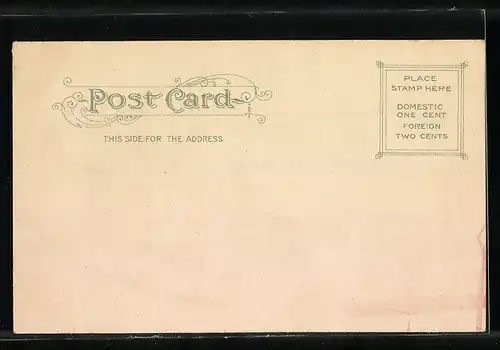 Post Card
THIS SIDE FOR THE ADDRESS
PLACE
STAMP HERE
DOMESTIC
ONE CENT
FOREIGN
TWO CENTS